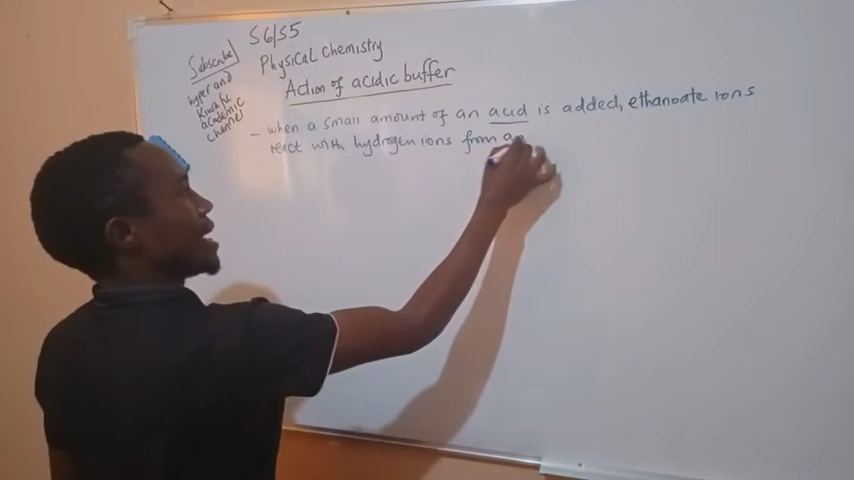 S6/S5
Subscribe
hyper and
academic
channel
Physical Chemistry
Action of acidic buffer
- when a small amount of an acid is added, ethanoate ions
react with hydrogen ions from a